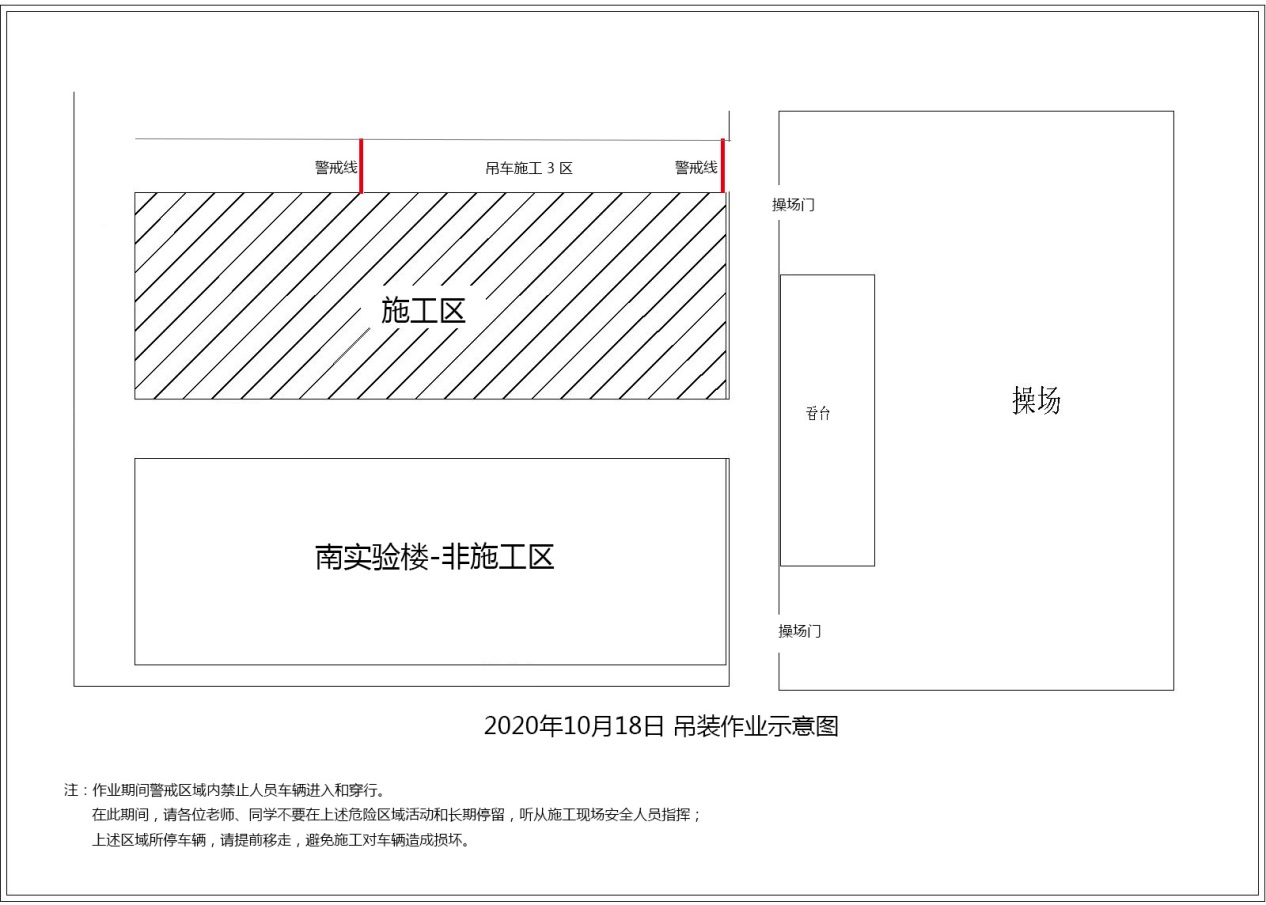 警戒线
吊车施工 3 区
警戒线
操场门
施工区
看台
操场
南实验楼-非施工区
操场门
2020年10月18日 吊装作业示意图
注：作业期间警戒区域内禁止人员车辆进入和穿行。
在此期间，请各位老师、同学不要在上述危险区域活动和长期停留，听从施工现场安全人员指挥；
上述区域所停车辆，请提前移走，避免施工对车辆造成损坏。